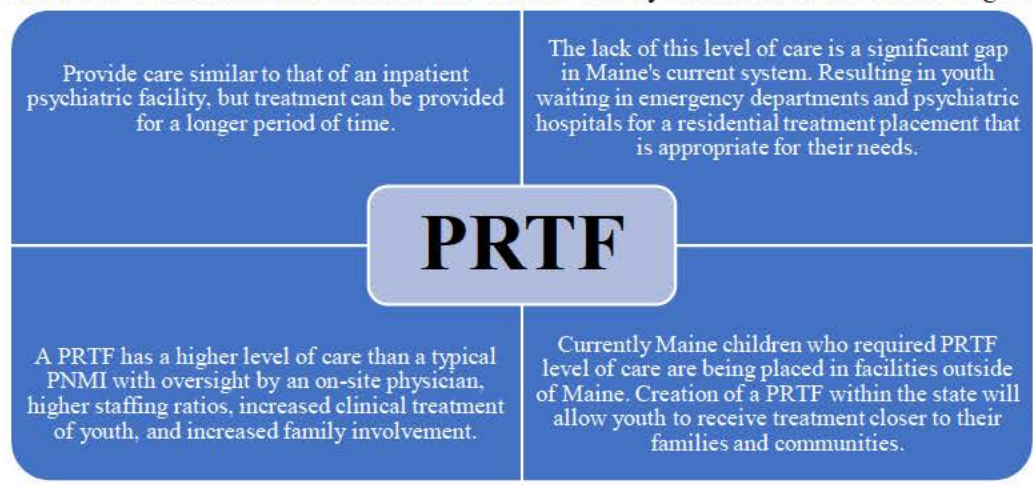 Provide care similar to that of an inpatient
psychiatric facility, but treatment can be provided
for a longer period of time.
The lack of this level of care is a significant gap
in Maine's current system. Resulting in youth
waiting in emergency departments and psychiatric
hospitals for a residential treatment placement that
is appropriate for their needs.
PRTF
A PRTF has a higher level of care than a typical
PNMI with oversight by an on-site physician,
higher staffing ratios, increased clinical treatment
of youth, and increased family involvement.
Currently Maine children who required PRTF
level of care are being placed in facilities outside
of Maine. Creation of a PRTF within the state will
allow youth to receive treatment closer to their
families and communities.